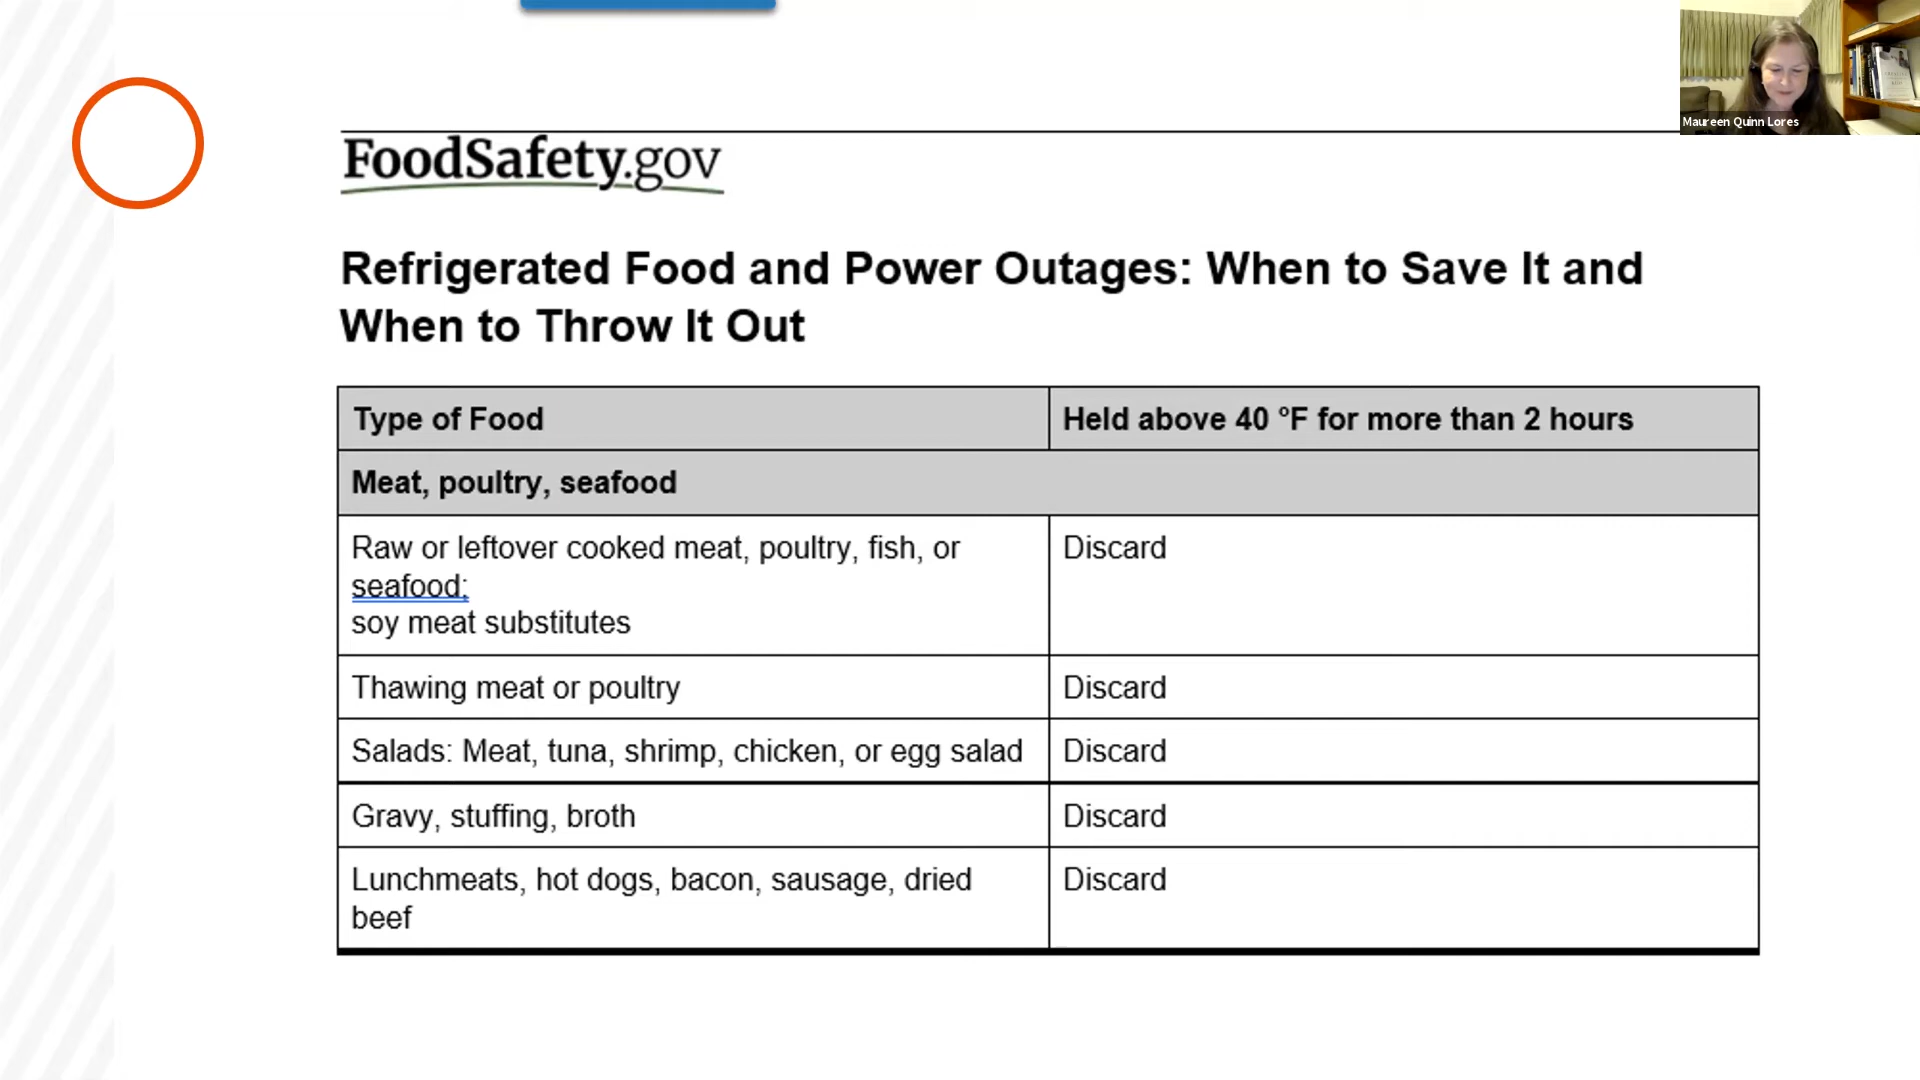 Maureen Quinn Lores
FoodSafety.gov
Refrigerated Food and Power Outages: When to Save It and
When to Throw It Out
Type of Food
Held above 40 °F for more than 2 hours
Meat, poultry, seafood
Raw or leftover cooked meat, poultry, fish, or
seafood;
soy meat substitutes
Discard
Thawing meat or poultry
Discard
Salads: Meat, tuna, shrimp, chicken, or egg salad
Discard
Gravy, stuffing, broth
Discard
Lunchmeats, hot dogs, bacon, sausage, dried
beef
Discard